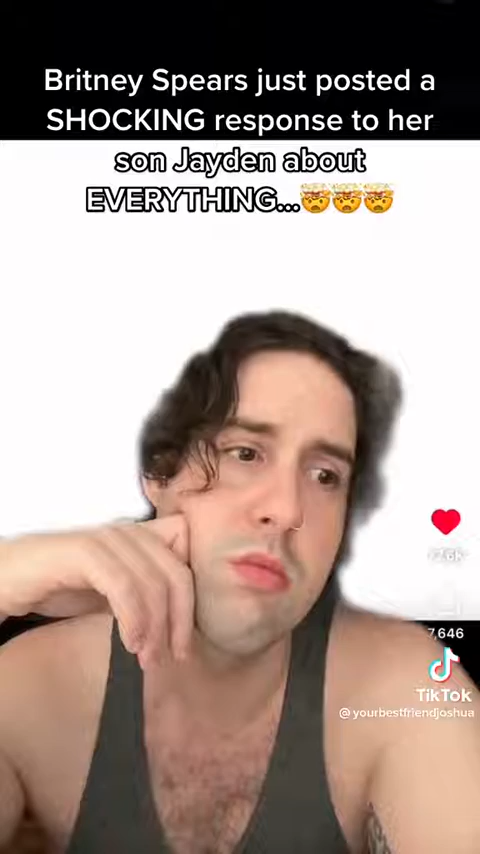 Britney Spears just posted a
SHOCKING response to her
son Jayden about
EVERYTHING...🤯🤯🤯
7,646
TikTok
@yourbestfriendjoshua